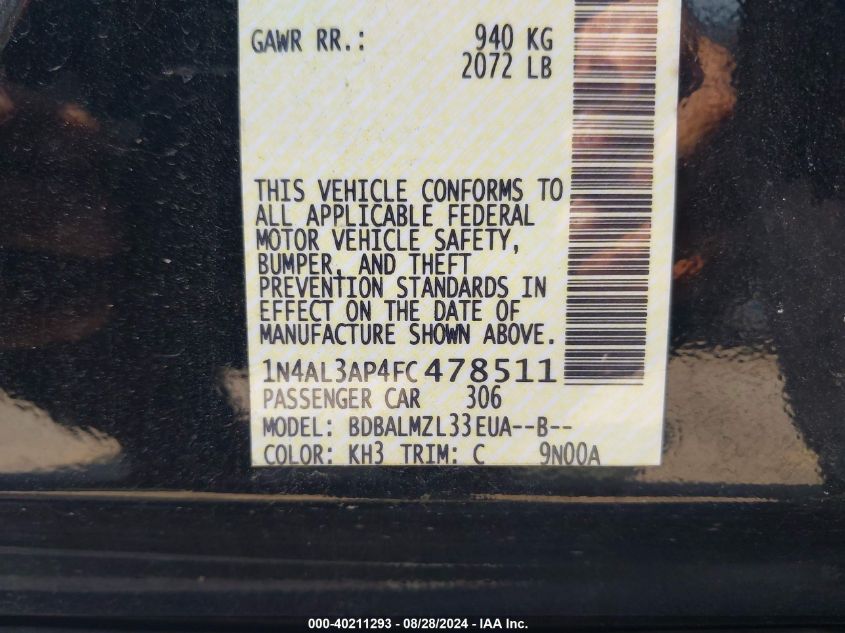 GAWR RR.: 940 KG
2072 LB
THIS VEHICLE CONFORMS TO
ALL APPLICABLE FEDERAL
MOTOR VEHICLE SAFETY,
BUMPER, AND THEFT
PREVENTION STANDARDS IN
EFFECT ON THE DATE OF
MANUFACTURE SHOWN ABOVE.
1N4AL3AP4FC478511
PASSENGER CAR 306
MODEL: BDBALMZL33EUA--B--
COLOR: KH3 TRIM: C 9N00A
000-40211293 - 08/28/2024 - IAA Inc.